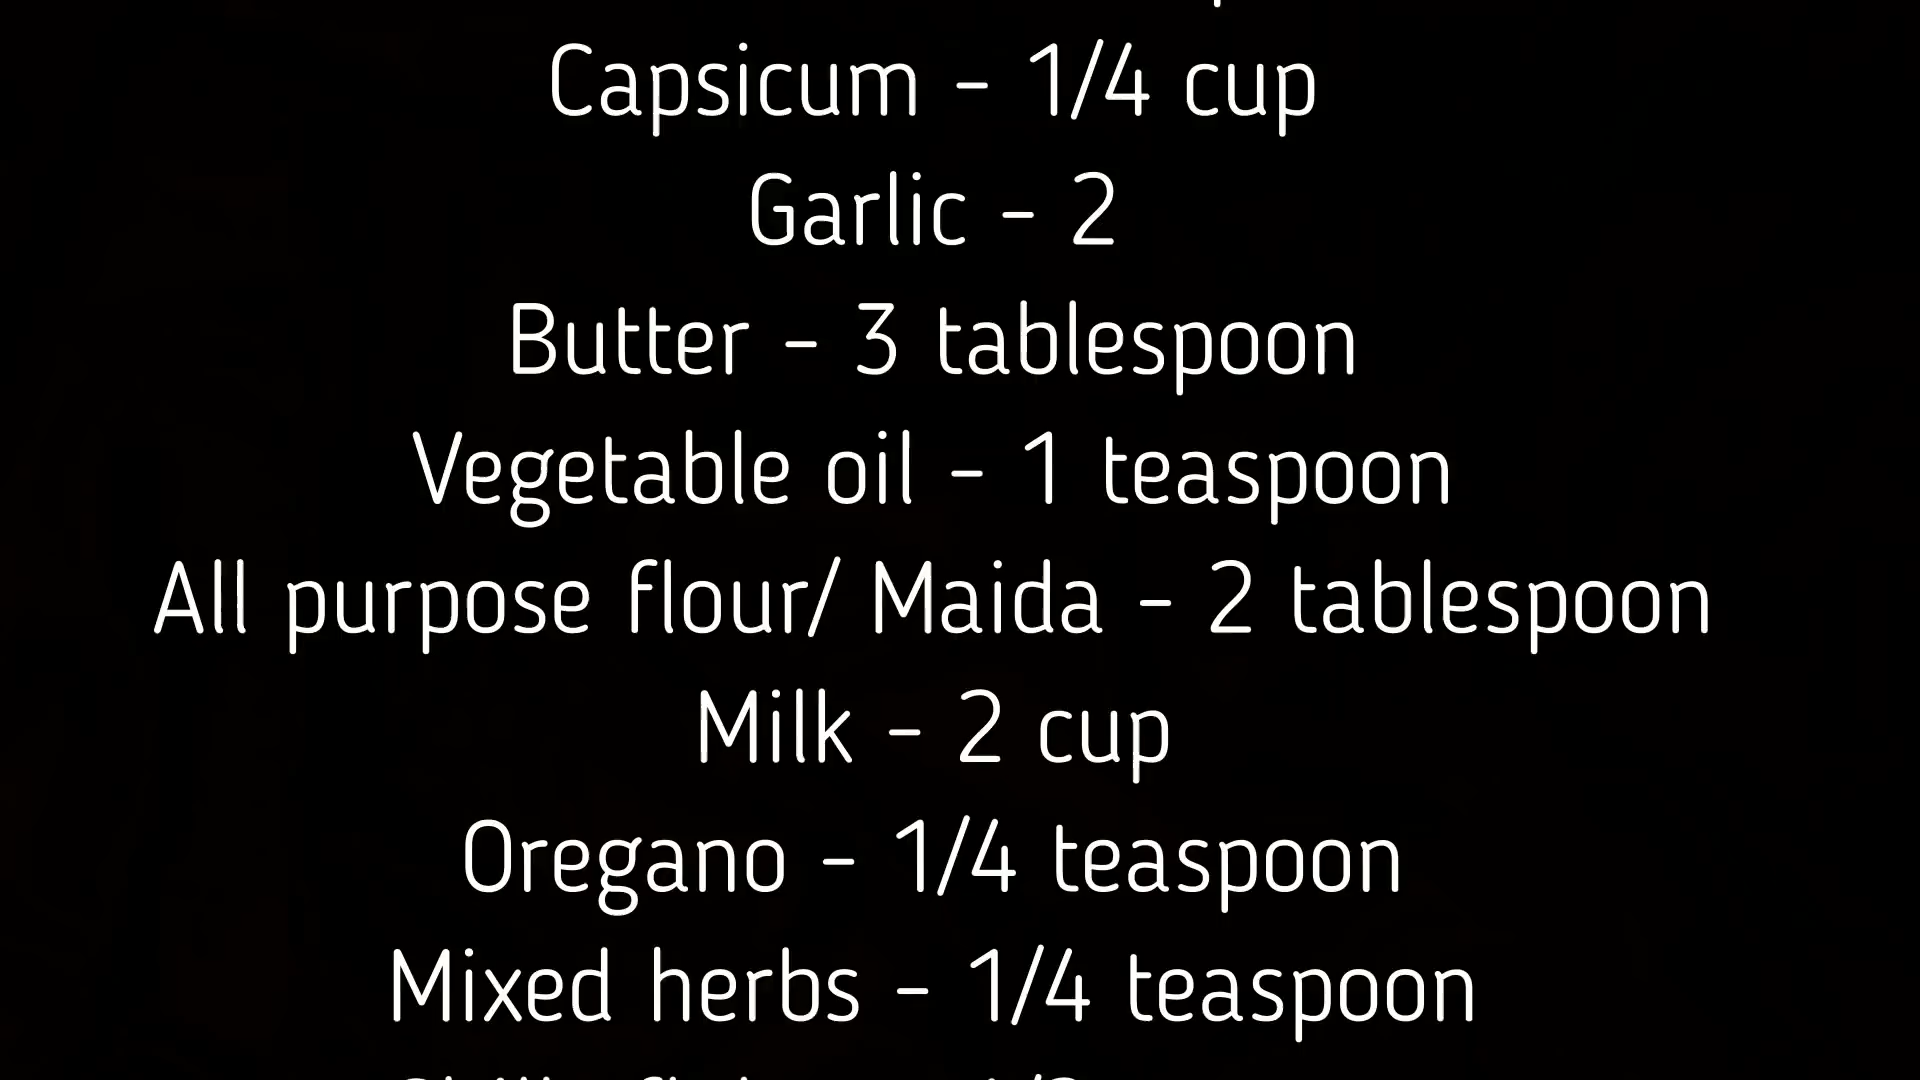 Capsicum - 1/4 cup
Garlic - 2
Butter - 3 tablespoon
Vegetable oil - 1 teaspoon
All purpose flour/ Maida - 2 tablespoon
Milk - 2 cup
Oregano - 1/4 teaspoon
Mixed herbs - 1/4 teaspoon